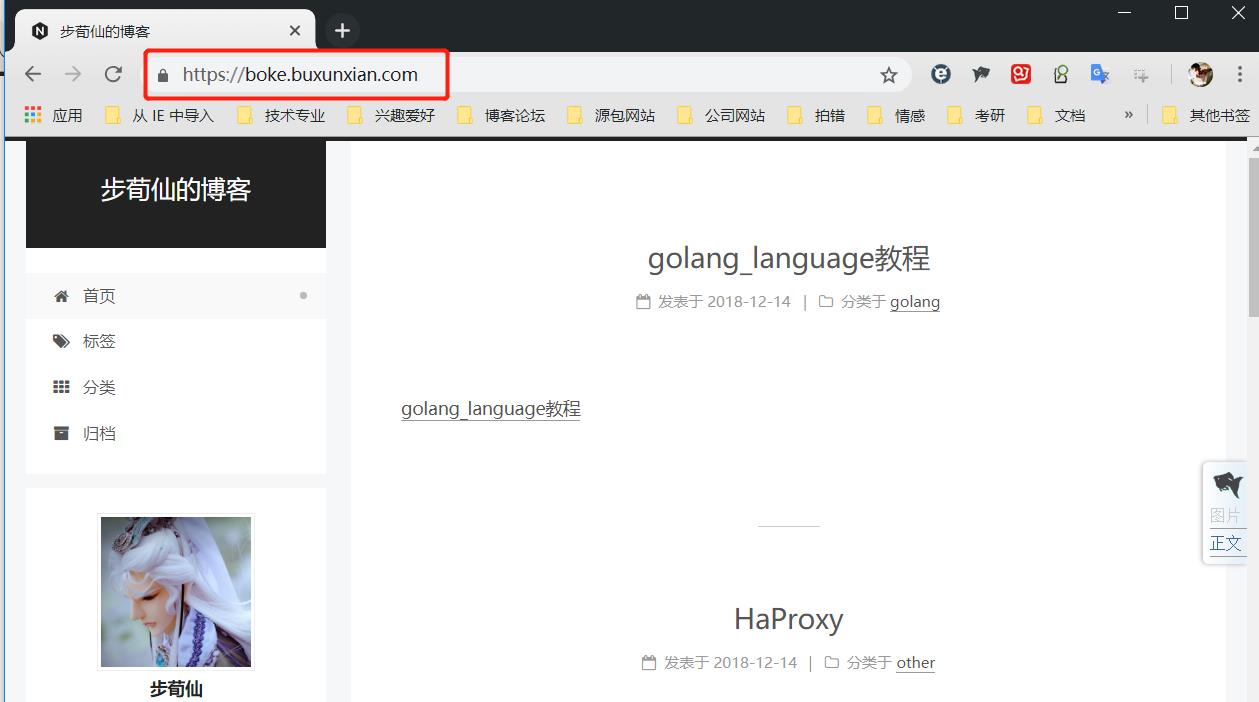 步荀仙的博客
https://boke.buxunxian.com
应用 从 IE 中导入 技术专业 兴趣爱好 博客论坛 源包网站 公司网站 拍错 情感 考研 文档 » 其他书签
步荀仙的博客
首页
标签
分类
归档
步荀仙
golang_language教程
发表于 2018-12-14 | 分类于 golang
golang_language教程
HaProxy
发表于 2018-12-14 | 分类于 other
图片
正文